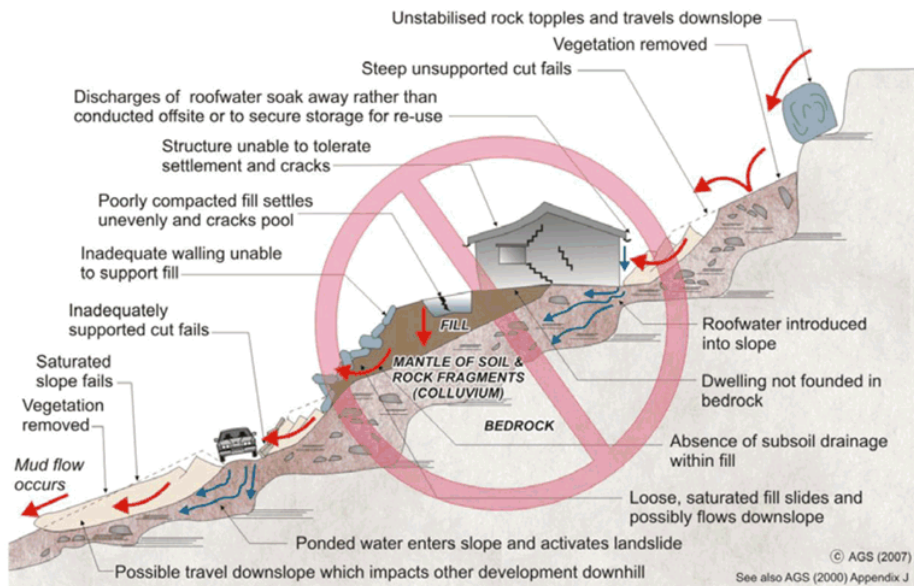 Unstabilised rock topples and travels downslope
Vegetation removed
Steep unsupported cut fails
Discharges of roofwater soak away rather than
conducted offsite or to secure storage for re-use
Structure unable to tolerate
settlement and cracks
Poorly compacted fill settles
unevenly and cracks pool
Inadequate walling unable
to support fill
Inadequately
supported cut fails
Saturated
slope fails
Vegetation
removed
Mud flow
occurs
FILL
MANTLE OF SOIL &
ROCK FRAGMENTS
(COLLUVIUM)
BEDROCK
Roofwater introduced
into slope
Dwelling not founded in
bedrock
Absence of subsoil drainage
within fill
Loose, saturated fill slides and
possibly flows downslope
Ponded water enters slope and activates landslide
Possible travel downslope which impacts other development downhill
© AGS (2007)
See also AGS (2000) Appendix J